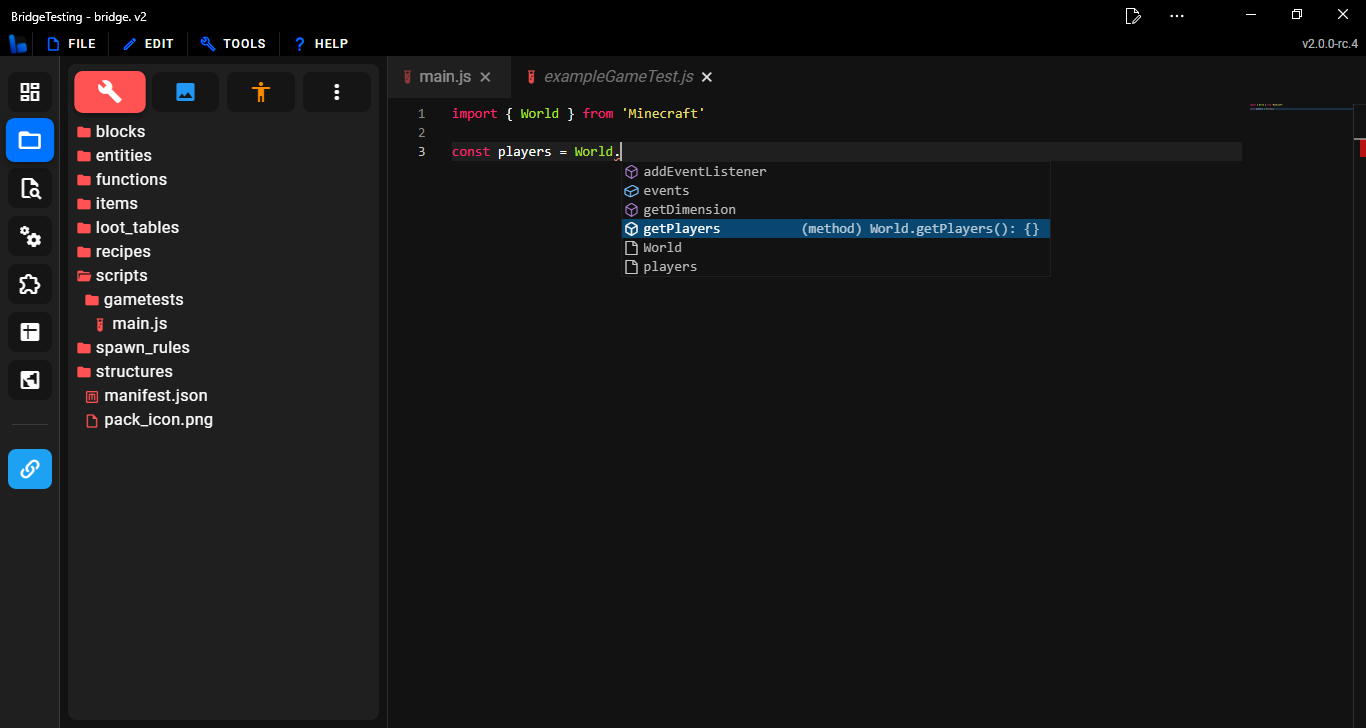 BridgeTesting - bridge. v2
FILE EDIT TOOLS ? HELP v2.0.0-rc.4
main.js exampleGameTest.js
blocks
entities
functions
items
loot_tables
recipes
scripts
gametests
main.js
spawn_rules
structures
manifest.json
pack_icon.png
1 import { World } from 'Minecraft'
2
3 const players = World.
addEventListener
events
getDimension
getPlayers (method) World.getPlayers(): {}
World
players